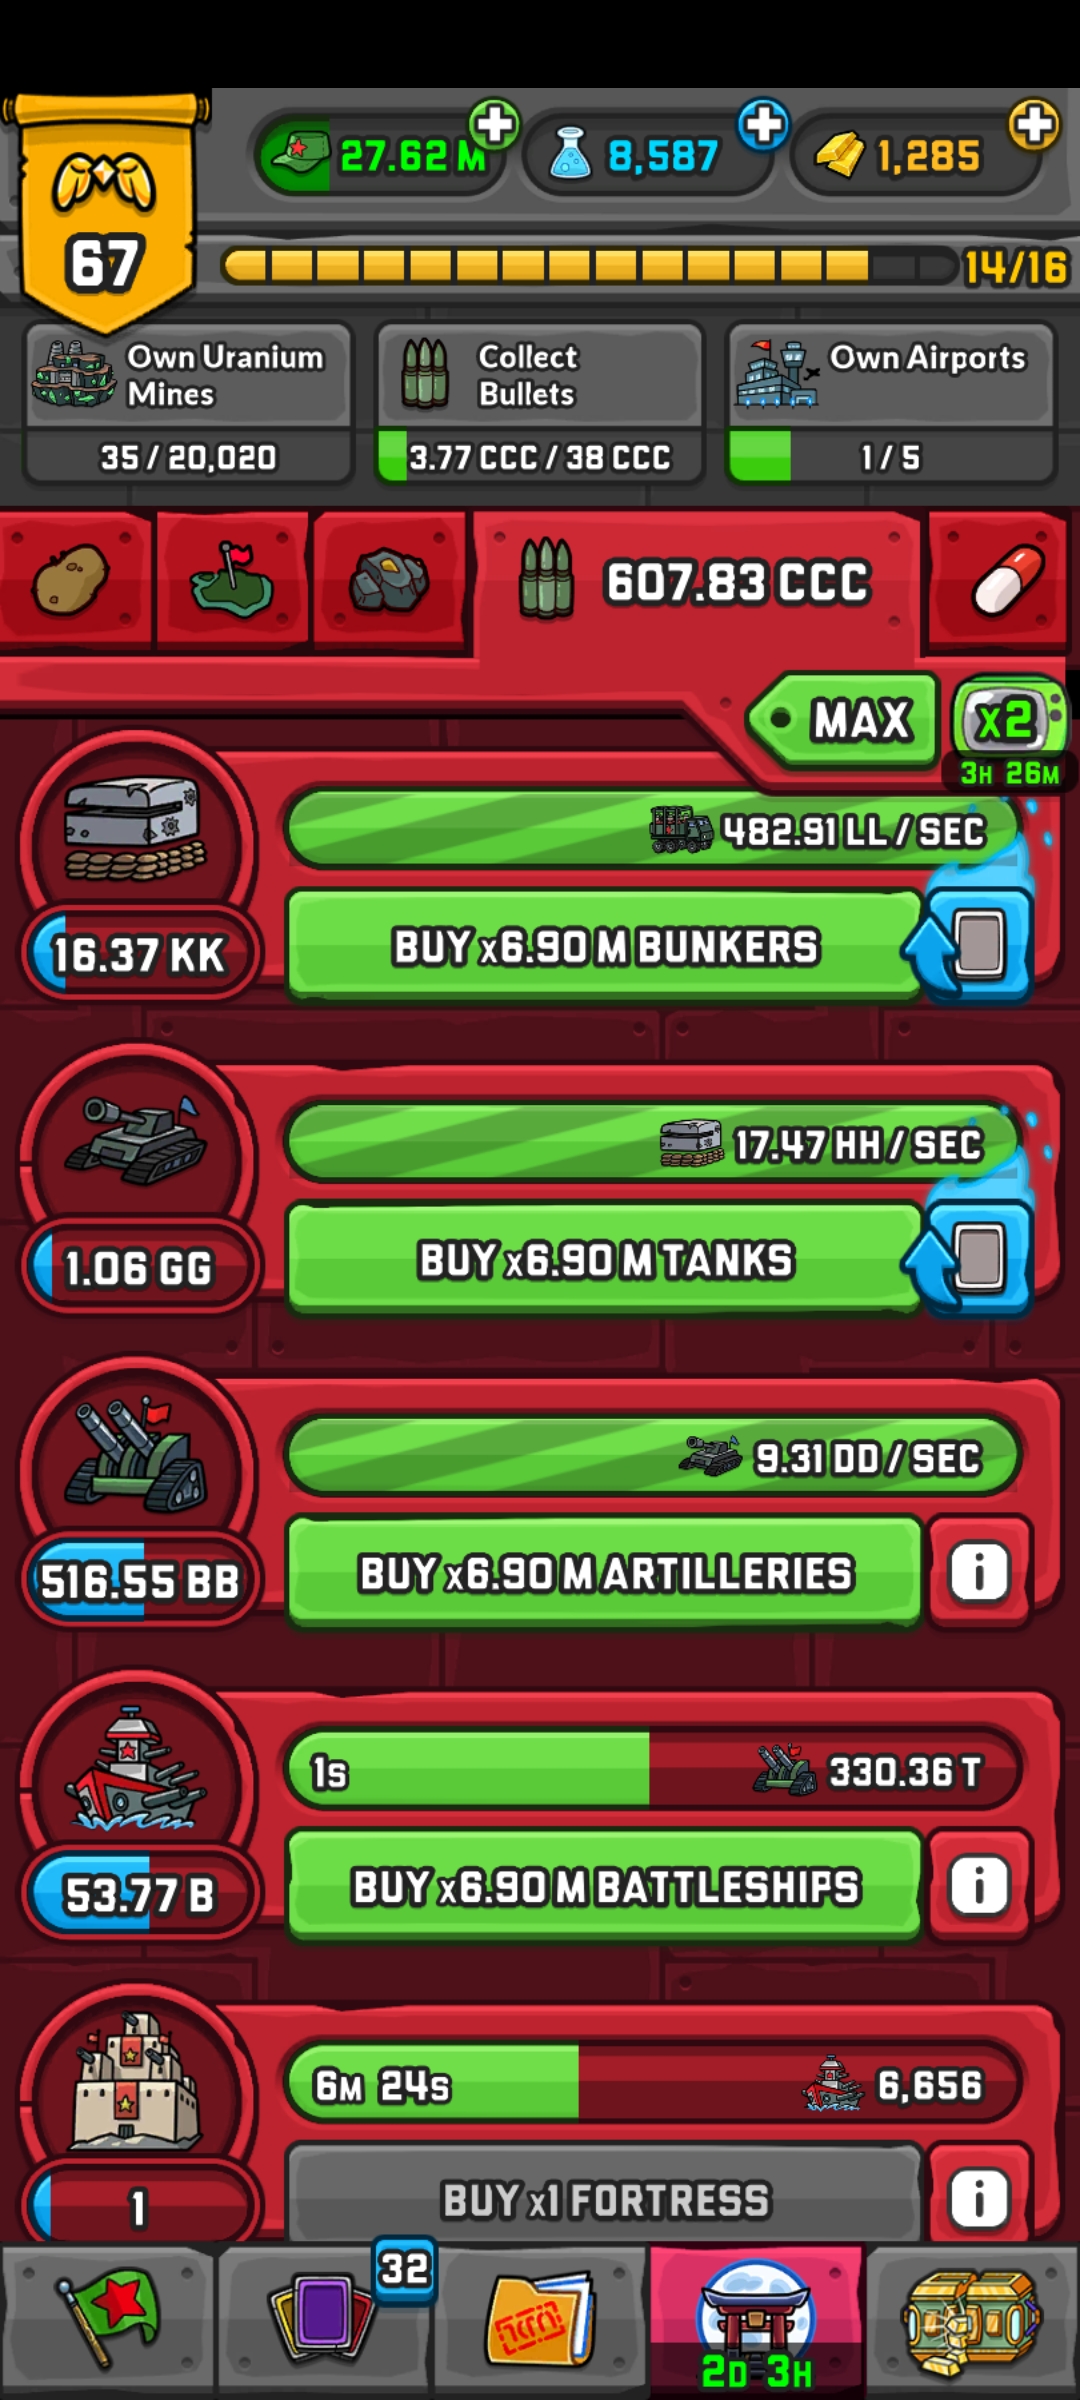 27.62 M
8,587
1,285
67
14/16
Own Uranium
Mines
35 / 20,020
Collect
Bullets
3.77 CCC / 38 CCC
Own Airports
1 / 5
607.83 CCC
MAX
x2
3H 26M
482.91 LL / SEC
16.37 KK
BUY x6.90 M BUNKERS
17.47 HH / SEC
1.06 GG
BUY x6.90 M TANKS
9.31 DD / SEC
516.55 BB
BUY x6.90 M ARTILLERIES
i
1s
330.36 T
53.77 B
BUY x6.90 M BATTLESHIPS
i
6M 24s
6,656
1
BUY x1 FORTRESS
i
32
2D 3H